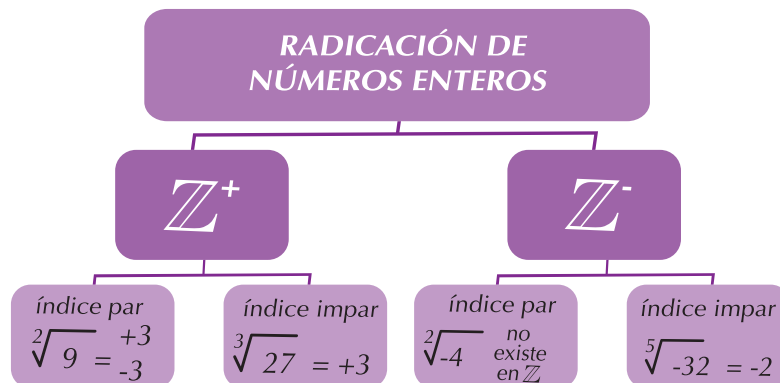 RADICACIÓN DE
NÚMEROS ENTEROS
ℤ⁺
ℤ⁻
índice par
²√9 = +3
-3
índice impar
³√27 = +3
índice par
²√-4 no
existe
en ℤ
índice impar
⁵√-32 = -2